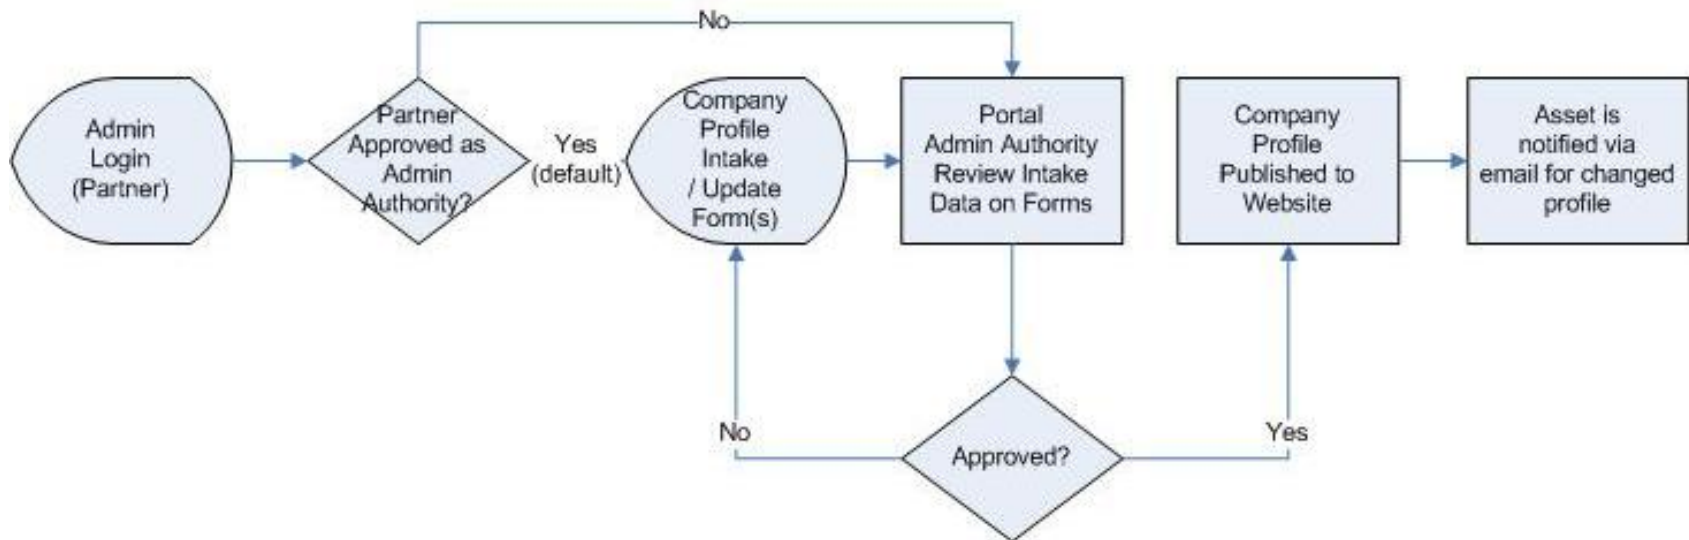 No
Admin
Login
(Partner)
Partner
Approved as
Admin
Authority?
Yes
(default)
Company
Profile
Intake
/ Update
Form(s)
Portal
Admin Authority
Review Intake
Data on Forms
Company
Profile
Published to
Website
Asset is
notified via
email for changed
profile
No
Approved?
Yes